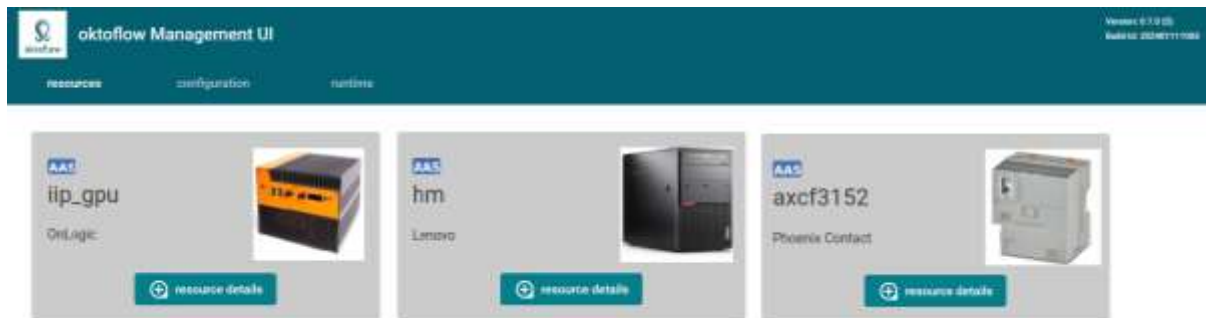 oktoflow
oktoflow Management UI
resources
configuration
runtime
AAS
iip_gpu
OnLogic
resource details
AAS
hm
Lenovo
resource details
AAS
axcf3152
Phoenix Contact
resource details